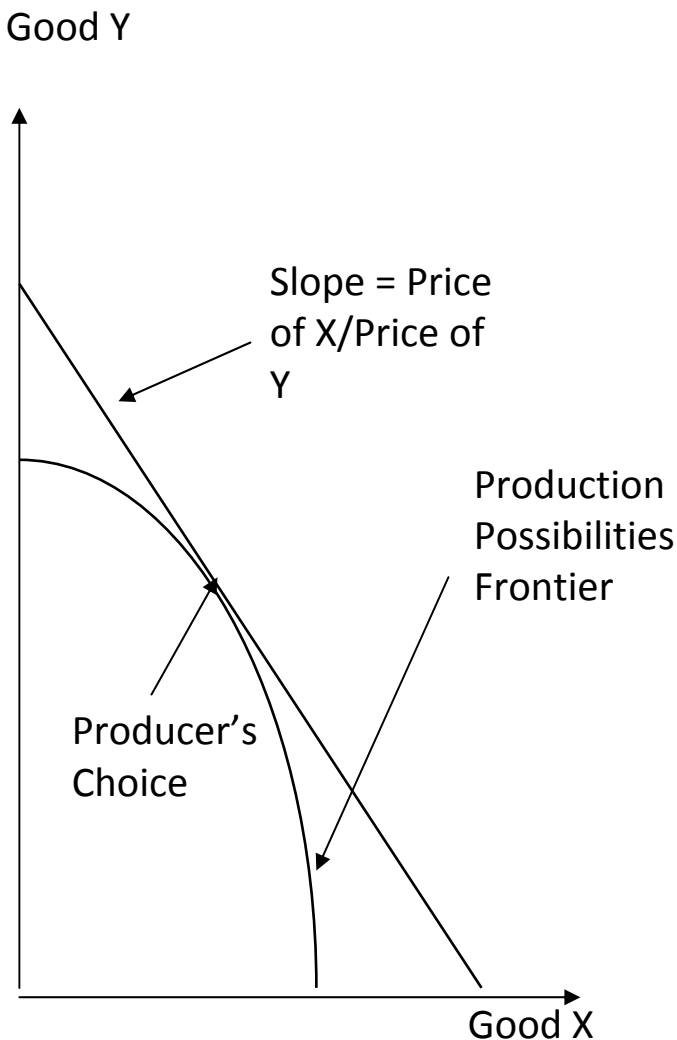 Good Y
Slope = Price
of X/Price of
Y
Production
Possibilities
Frontier
Producer’s
Choice
Good X